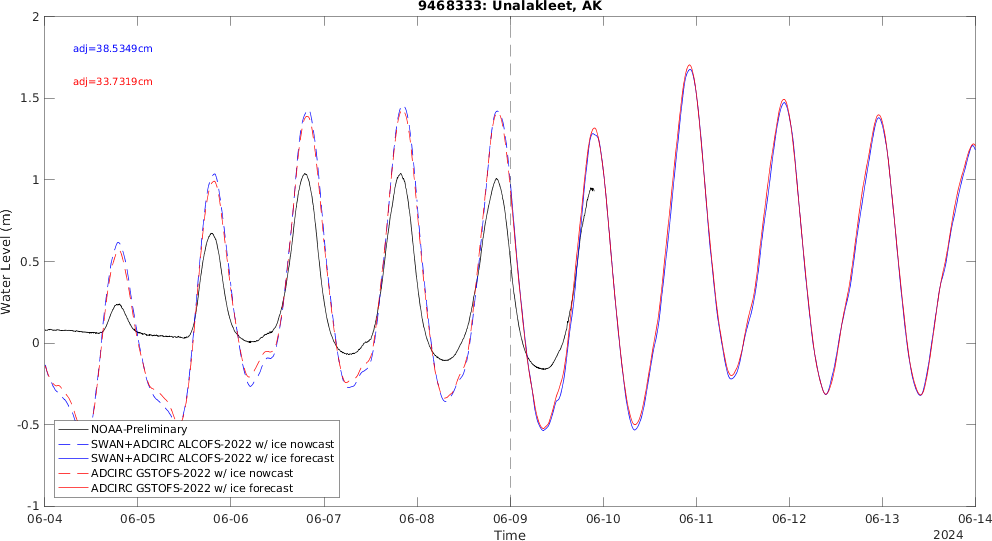 9468333: Unalakleet, AK
adj=38.5349cm
adj=33.7319cm
2
1.5
1
0.5
0
-0.5
-1
Water Level (m)
NOAA-Preliminary
SWAN+ADCIRC ALCOFS-2022 w/ ice nowcast
SWAN+ADCIRC ALCOFS-2022 w/ ice forecast
ADCIRC GSTOFS-2022 w/ ice nowcast
ADCIRC GSTOFS-2022 w/ ice forecast
06-04 06-05 06-06 06-07 06-08 06-09 06-10 06-11 06-12 06-13 06-14
Time
2024